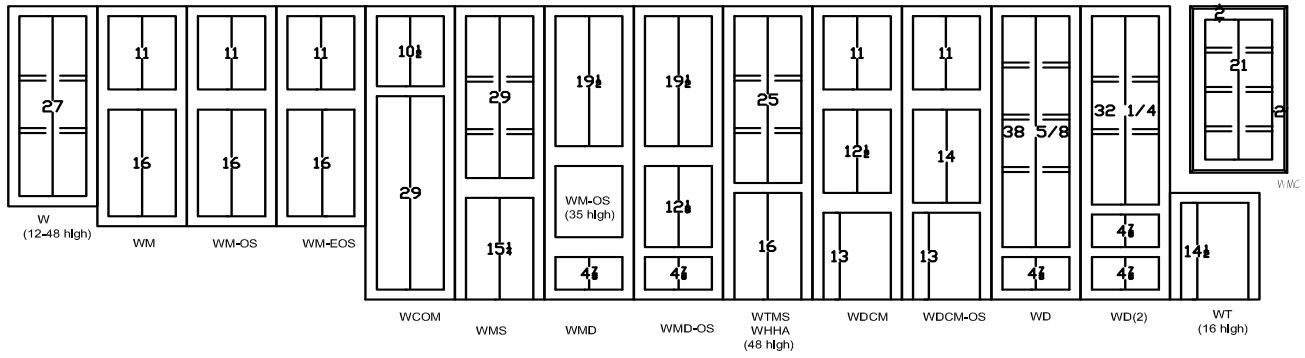 27
W
(12-48 high)
11
16
WM
11
16
WM-OS
11
16
WM-EOS
10½
29
WCOM
29
15¼
WMS
19½
WM-OS
(35 high)
4⅞
WMD
19½
12⅛
4⅞
WMD-OS
25
16
WTMS
WHHA
(48 high)
11
12½
13
WDCM
11
14
13
WDCM-OS
38 5/8
4⅞
WD
32 1/4
4⅞
4⅞
WD(2)
2
21
2
WMC
14½
WT
(16 high)